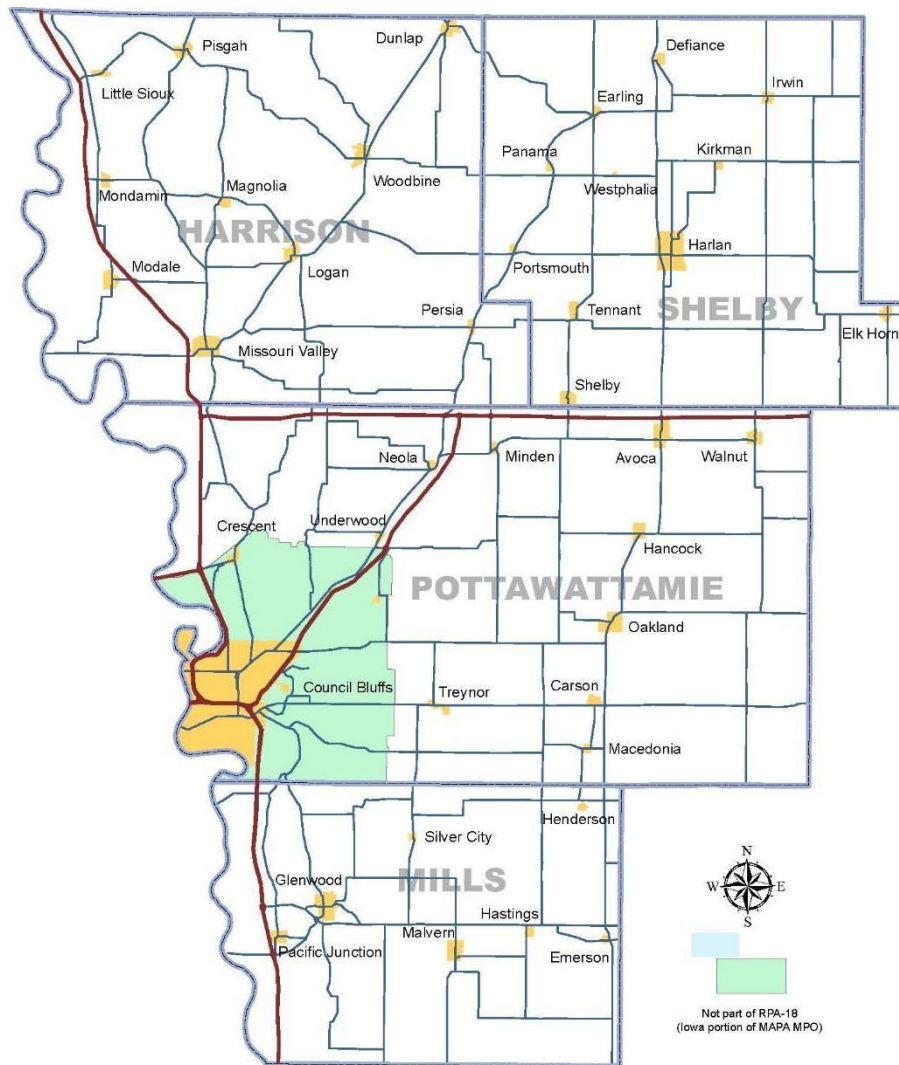 Dunlap
Pisgah
Defiance
Little Sioux
Irwin
Earling
Panama
Kirkman
Woodbine
Westphalia
Mondamin
Magnolia
HARRISON
Harlan
Modale
Logan
Portsmouth
SHELBY
Persia
Tennant
Elk Horn
Missouri Valley
Shelby
Neola
Minden
Avoca
Walnut
Underwood
Crescent
Hancock
POTTAWATTAMIE
Oakland
Council Bluffs
Treynor
Carson
Macedonia
Henderson
Silver City
Glenwood
MILLS
Hastings
Malvern
Pacific Junction
Emerson
N
W
E
S
Not part of RPA-18
(Iowa portion of MAPA MPO)